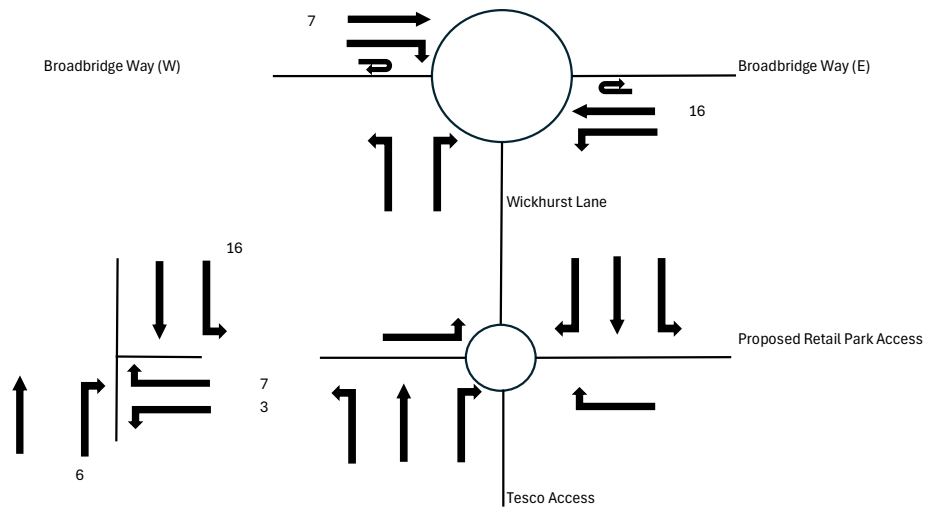 7
Broadbridge Way (W)
Broadbridge Way (E)
16
Wickhurst Lane
16
Proposed Retail Park Access
7
3
6
Tesco Access